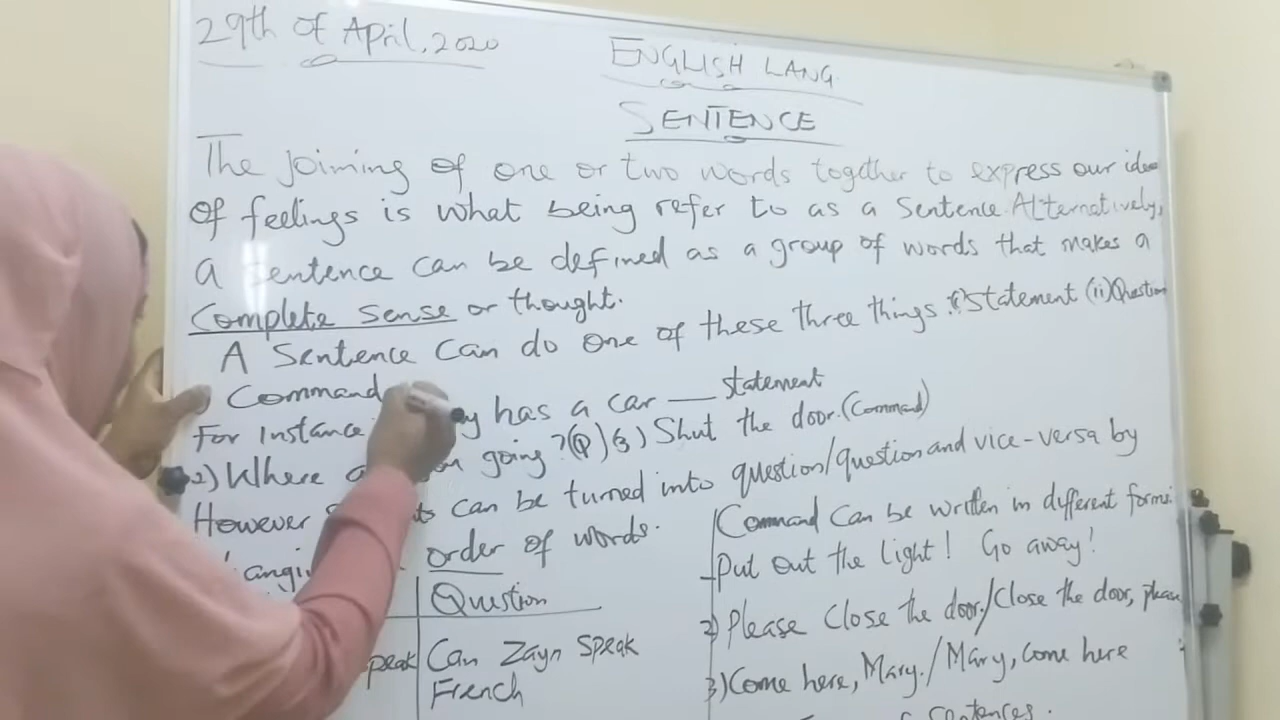 29th of April, 2020
ENGLISH LANG.
SENTENCE
The joining of one or two words together to express our idea
of feelings is what being refer to as a Sentence. Alternatively,
a sentence can be defined as a group of words that makes a
Complete Sense or thought.
A Sentence Can do one of these three things: (i) Statement (ii) Question
Command
For Instance has a car __ statement
2) Where going? (Q) 3) Shut the door. (Command)
However can be turned into question/question and vice-versa by
order of words.
Question
Can Zayn Speak
French
Command Can be written in different forms:
Put out the light! Go away!
2) Please Close the door./Close the door, please
3) Come here, Mary./Mary, Come here
sentences.